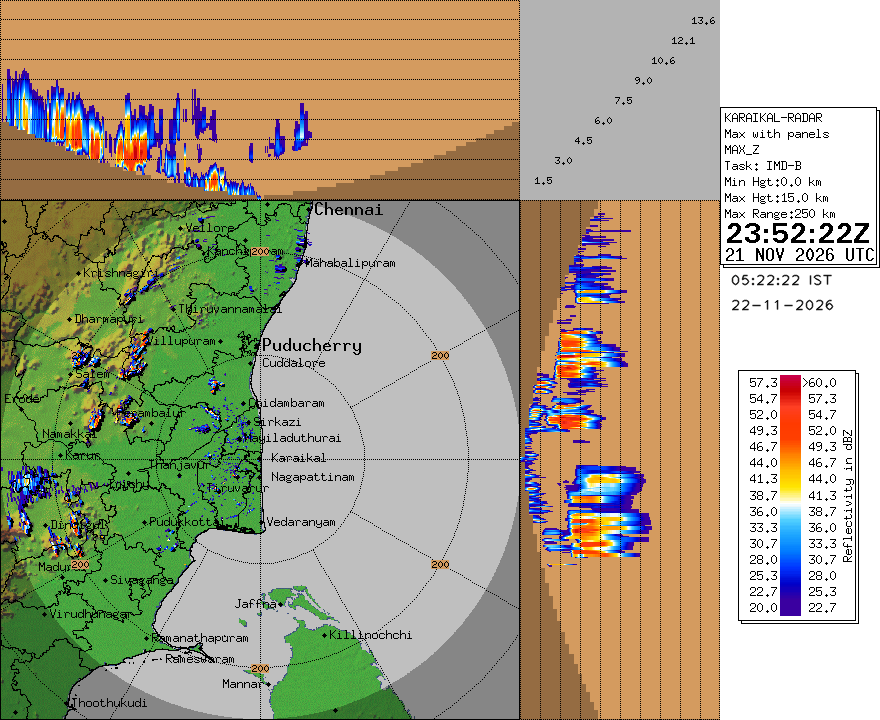 13.6
12.1
10.6
9.0
7.5
6.0
4.5
3.0
1.5
KARAIKAL-RADAR
Max with panels
MAX_Z
Task: IMD-B
Min Hgt:0.0 km
Max Hgt:15.0 km
Max Range:250 km
23:52:22Z
21 NOV 2026 UTC
05:22:22 IST
22-11-2026
57.3 >60.0
54.7 57.3
52.0 54.7
49.3 52.0
46.7 49.3
44.0 46.7
41.3 44.0
38.7 41.3
36.0 38.7
33.3 36.0
30.7 33.3
28.0 30.7
25.3 28.0
22.7 25.3
20.0 22.7
Reflectivity in dBZ
Chennai
Vellore
200
Mahabalipuram
Krishnagiri
Thiruvannamalai
Dharmapuri
Villupuram
Puducherry
200
Cuddalore
Salem
Erode
Chidambaram
Perambalur
Sirkazi
Namakkal
Mayiladuthurai
Karur
Karaikal
Thanjavur
Nagapattinam
Tiruvarur
Pudukkottai
Vedaranyam
200
200
Sivaganga
Jaffna
Virudhunagar
Killinochchi
Ramanathapuram
Rameswaram
200
Mannar
Thoothukudi